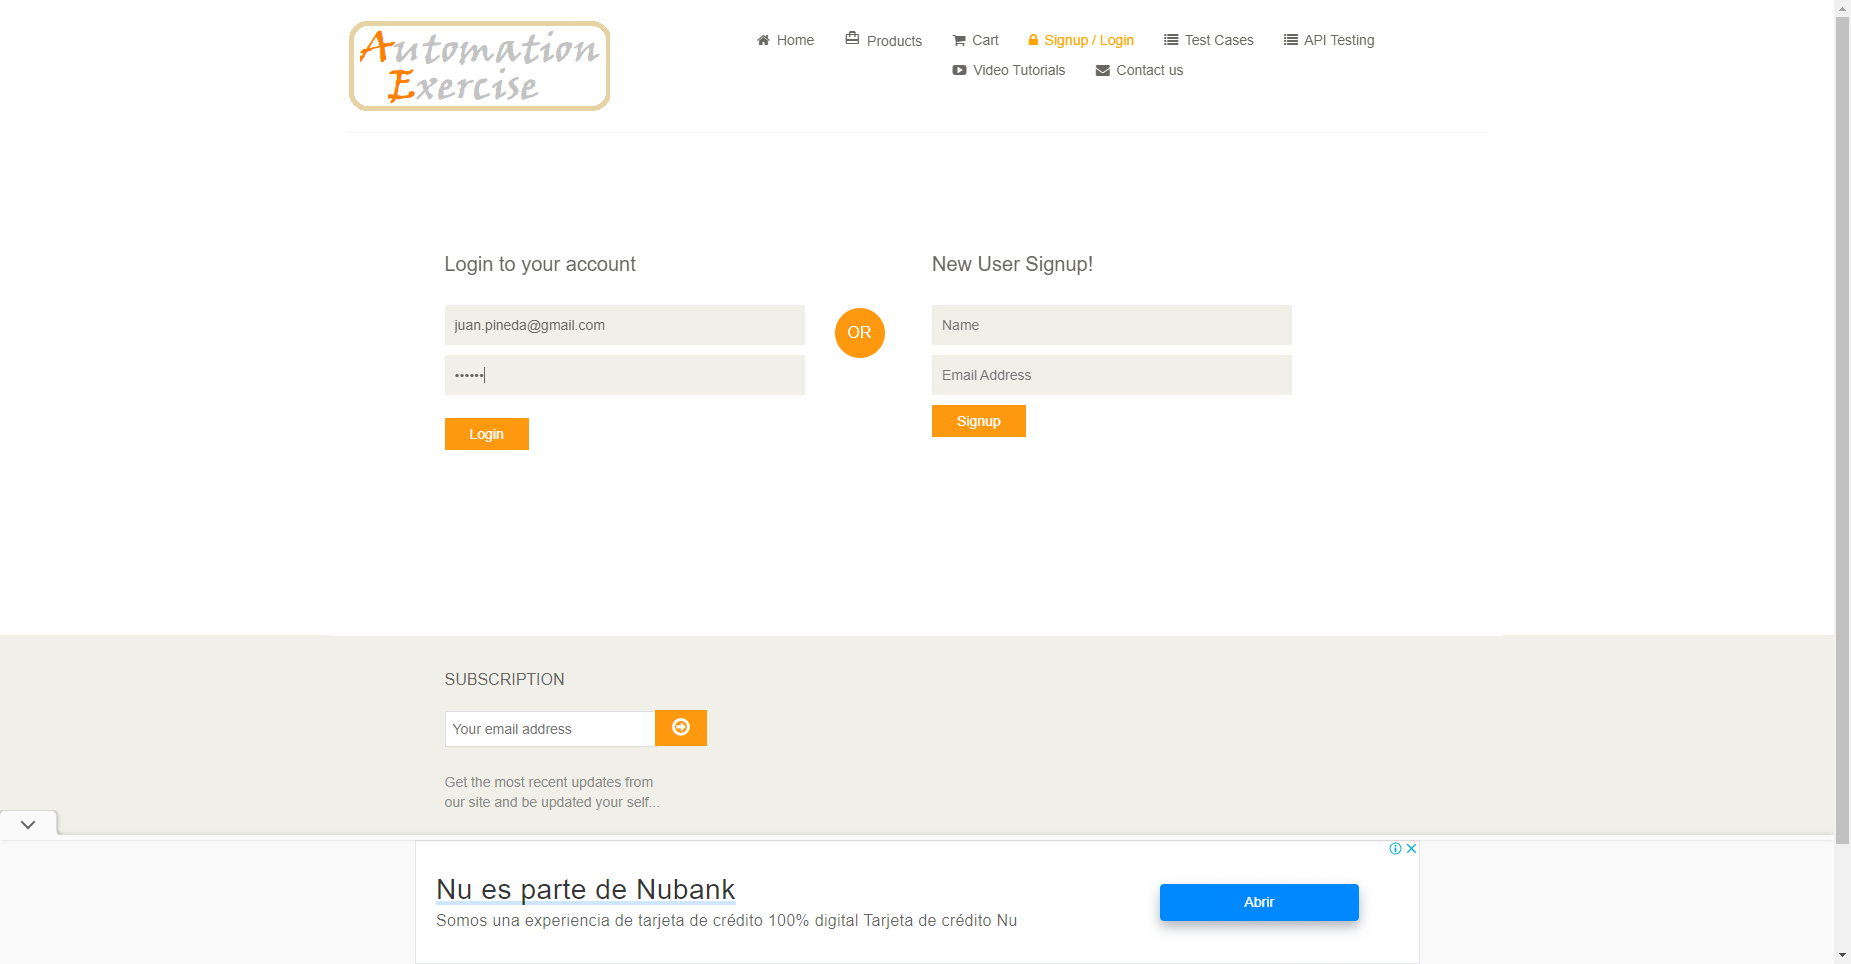 Automation
Exercise
Home Products Cart Signup / Login Test Cases API Testing
Video Tutorials Contact us
Login to your account
juan.pineda@gmail.com
••••••
Login
OR
New User Signup!
Name
Email Address
Signup
SUBSCRIPTION
Your email address
Get the most recent updates from
our site and be updated your self...
Nu es parte de Nubank
Somos una experiencia de tarjeta de crédito 100% digital Tarjeta de crédito Nu
Abrir